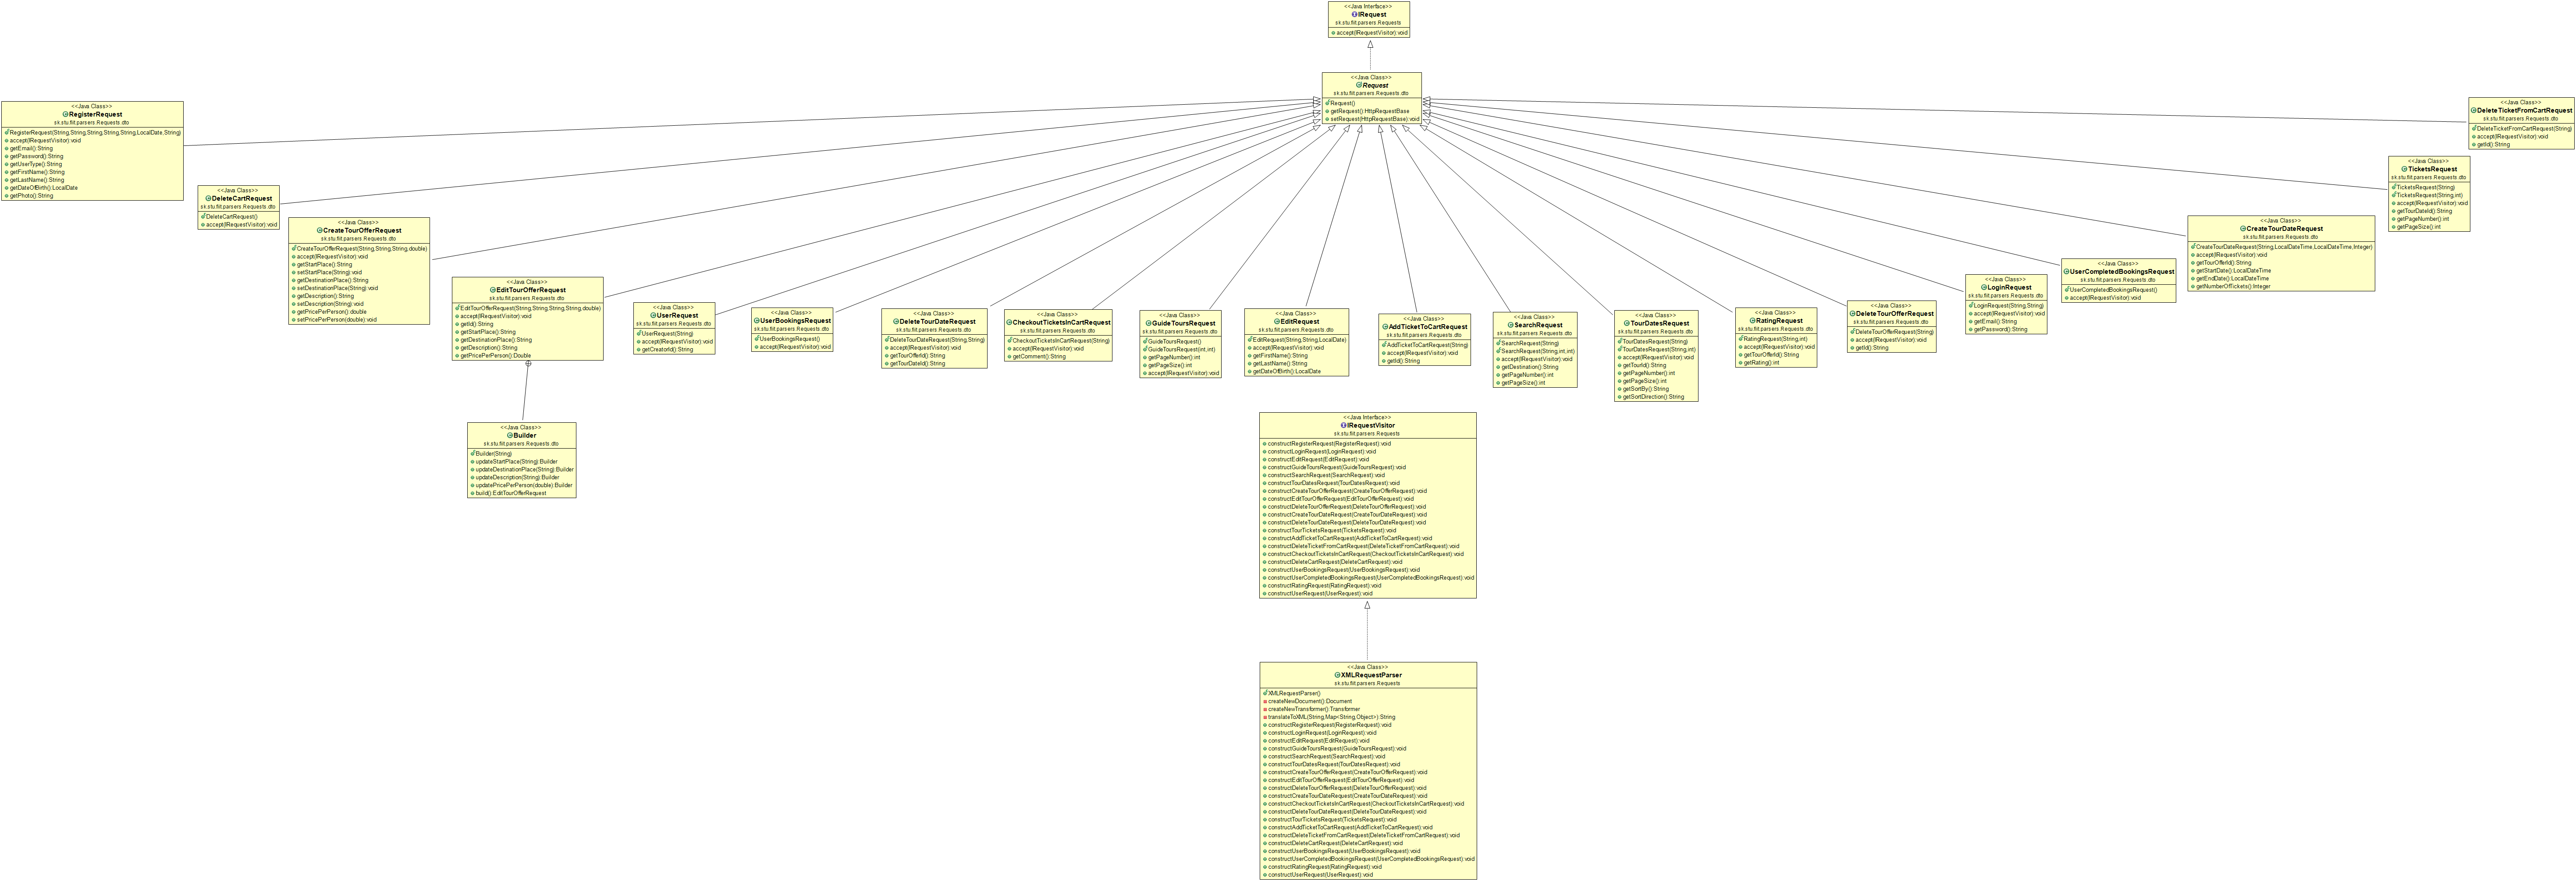 <<Java Interface>>
IRequest
sk.stu.fiit.parsers.Requests
accept(IRequestVisitor):void
<<Java Class>>
Request
sk.stu.fiit.parsers.Requests.dto
Request()
getRequest():HttpRequestBase
setRequest(HttpRequestBase):void
<<Java Class>>
RegisterRequest
sk.stu.fiit.parsers.Requests.dto
RegisterRequest(String,String,String,String,String,LocalDate,String)
accept(IRequestVisitor):void
getEmail():String
getPassword():String
getUserType():String
getFirstName():String
getLastName():String
getDateOfBirth():LocalDate
getPhoto():String
<<Java Class>>
DeleteCartRequest
sk.stu.fiit.parsers.Requests.dto
DeleteCartRequest()
accept(IRequestVisitor):void
<<Java Class>>
CreateTourOfferRequest
sk.stu.fiit.parsers.Requests.dto
CreateTourOfferRequest(String,String,String,double)
accept(IRequestVisitor):void
getStartPlace():String
setStartPlace(String):void
getDestinationPlace():String
setDestinationPlace(String):void
getDescription():String
setDescription(String):void
getPricePerPerson():double
setPricePerPerson(double):void
<<Java Class>>
EditTourOfferRequest
sk.stu.fiit.parsers.Requests.dto
EditTourOfferRequest(String,String,String,String,double)
accept(IRequestVisitor):void
getId():String
getStartPlace():String
getDestinationPlace():String
getDescription():String
getPricePerPerson():Double
<<Java Class>>
Builder
sk.stu.fiit.parsers.Requests.dto
Builder(String)
updateStartPlace(String):Builder
updateDestinationPlace(String):Builder
updateDescription(String):Builder
updatePricePerPerson(double):Builder
build():EditTourOfferRequest
<<Java Class>>
UserRequest
sk.stu.fiit.parsers.Requests.dto
UserRequest(String)
accept(IRequestVisitor):void
getCreatorId():String
<<Java Class>>
UserBookingsRequest
sk.stu.fiit.parsers.Requests.dto
UserBookingsRequest()
accept(IRequestVisitor):void
<<Java Class>>
DeleteTourDateRequest
sk.stu.fiit.parsers.Requests.dto
DeleteTourDateRequest(String,String)
accept(IRequestVisitor):void
getTourOfferId():String
getTourDateId():String
<<Java Class>>
CheckoutTicketsInCartRequest
sk.stu.fiit.parsers.Requests.dto
CheckoutTicketsInCartRequest(String)
accept(IRequestVisitor):void
getComment():String
<<Java Class>>
GuideToursRequest
sk.stu.fiit.parsers.Requests.dto
GuideToursRequest()
GuideToursRequest(int,int)
getPageNumber():int
getPageSize():int
accept(IRequestVisitor):void
<<Java Class>>
EditRequest
sk.stu.fiit.parsers.Requests.dto
EditRequest(String,String,LocalDate)
accept(IRequestVisitor):void
getFirstName():String
getLastName():String
getDateOfBirth():LocalDate
<<Java Class>>
AddTicketToCartRequest
sk.stu.fiit.parsers.Requests.dto
AddTicketToCartRequest(String)
accept(IRequestVisitor):void
getId():String
<<Java Class>>
SearchRequest
sk.stu.fiit.parsers.Requests.dto
SearchRequest(String)
SearchRequest(String,int,int)
accept(IRequestVisitor):void
getDestination():String
getPageNumber():int
getPageSize():int
<<Java Class>>
TourDatesRequest
sk.stu.fiit.parsers.Requests.dto
TourDatesRequest(String)
TourDatesRequest(String,int)
accept(IRequestVisitor):void
getTourId():String
getPageNumber():int
getPageSize():int
getSortBy():String
getSortDirection():String
<<Java Class>>
RatingRequest
sk.stu.fiit.parsers.Requests.dto
RatingRequest(String,int)
accept(IRequestVisitor):void
getTourOfferId():String
getRating():int
<<Java Class>>
DeleteTourOfferRequest
sk.stu.fiit.parsers.Requests.dto
DeleteTourOfferRequest(String)
accept(IRequestVisitor):void
getId():String
<<Java Class>>
LoginRequest
sk.stu.fiit.parsers.Requests.dto
LoginRequest(String,String)
accept(IRequestVisitor):void
getEmail():String
getPassword():String
<<Java Class>>
UserCompletedBookingsRequest
sk.stu.fiit.parsers.Requests.dto
UserCompletedBookingsRequest()
accept(IRequestVisitor):void
<<Java Class>>
CreateTourDateRequest
sk.stu.fiit.parsers.Requests.dto
CreateTourDateRequest(String,LocalDateTime,LocalDateTime,Integer)
accept(IRequestVisitor):void
getTourOfferId():String
getStartDate():LocalDateTime
getEndDate():LocalDateTime
getNumberOfTickets():Integer
<<Java Class>>
TicketsRequest
sk.stu.fiit.parsers.Requests.dto
TicketsRequest(String)
TicketsRequest(String,int)
accept(IRequestVisitor):void
getTourDateId():String
getPageNumber():int
getPageSize():int
<<Java Class>>
DeleteTicketFromCartRequest
sk.stu.fiit.parsers.Requests.dto
DeleteTicketFromCartRequest(String)
accept(IRequestVisitor):void
getId():String
<<Java Interface>>
IRequestVisitor
sk.stu.fiit.parsers.Requests
constructRegisterRequest(RegisterRequest):void
constructLoginRequest(LoginRequest):void
constructEditRequest(EditRequest):void
constructGuideToursRequest(GuideToursRequest):void
constructSearchRequest(SearchRequest):void
constructTourDatesRequest(TourDatesRequest):void
constructCreateTourOfferRequest(CreateTourOfferRequest):void
constructEditTourOfferRequest(EditTourOfferRequest):void
constructDeleteTourOfferRequest(DeleteTourOfferRequest):void
constructCreateTourDateRequest(CreateTourDateRequest):void
constructDeleteTourDateRequest(DeleteTourDateRequest):void
constructTourTicketsRequest(TicketsRequest):void
constructAddTicketToCartRequest(AddTicketToCartRequest):void
constructDeleteTicketFromCartRequest(DeleteTicketFromCartRequest):void
constructCheckoutTicketsInCartRequest(CheckoutTicketsInCartRequest):void
constructDeleteCartRequest(DeleteCartRequest):void
constructUserBookingsRequest(UserBookingsRequest):void
constructUserCompletedBookingsRequest(UserCompletedBookingsRequest):void
constructRatingRequest(RatingRequest):void
constructUserRequest(UserRequest):void
<<Java Class>>
XMLRequestParser
sk.stu.fiit.parsers.Requests
XMLRequestParser()
createNewDocument():Document
createNewTransformer():Transformer
translateToXML(String,Map<String,Object>):String
constructRegisterRequest(RegisterRequest):void
constructLoginRequest(LoginRequest):void
constructEditRequest(EditRequest):void
constructGuideToursRequest(GuideToursRequest):void
constructSearchRequest(SearchRequest):void
constructTourDatesRequest(TourDatesRequest):void
constructCreateTourOfferRequest(CreateTourOfferRequest):void
constructEditTourOfferRequest(EditTourOfferRequest):void
constructDeleteTourOfferRequest(DeleteTourOfferRequest):void
constructCreateTourDateRequest(CreateTourDateRequest):void
constructCheckoutTicketsInCartRequest(CheckoutTicketsInCartRequest):void
constructDeleteTourDateRequest(DeleteTourDateRequest):void
constructTourTicketsRequest(TicketsRequest):void
constructAddTicketToCartRequest(AddTicketToCartRequest):void
constructDeleteTicketFromCartRequest(DeleteTicketFromCartRequest):void
constructDeleteCartRequest(DeleteCartRequest):void
constructUserBookingsRequest(UserBookingsRequest):void
constructUserCompletedBookingsRequest(UserCompletedBookingsRequest):void
constructRatingRequest(RatingRequest):void
constructUserRequest(UserRequest):void